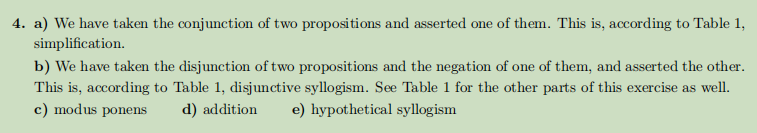 4. a) We have taken the conjunction of two propositions and asserted one of them. This is, according to Table 1,
simplification.
b) We have taken the disjunction of two propositions and the negation of one of them, and asserted the other.
This is, according to Table 1, disjunctive syllogism. See Table 1 for the other parts of this exercise as well.
c) modus ponens d) addition e) hypothetical syllogism